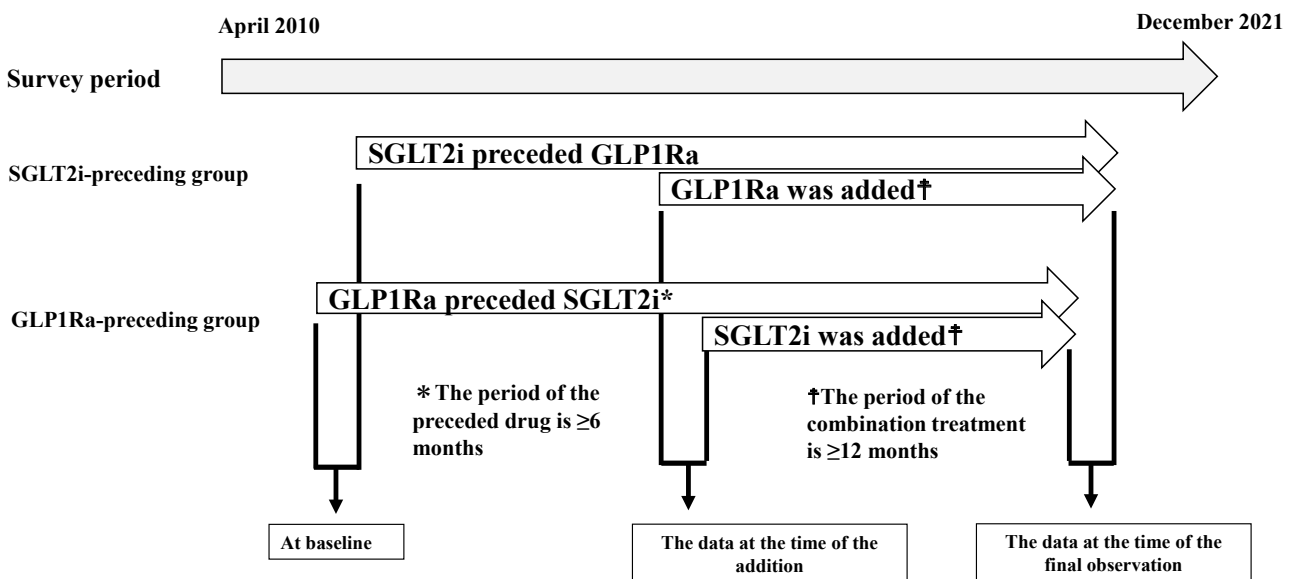 April 2010
December 2021
Survey period
SGLT2i-preceding group
SGLT2i preceded GLP1Ra
GLP1Ra was added☨
GLP1Ra-preceding group
GLP1Ra preceded SGLT2i*
SGLT2i was added☨
* The period of the
preceded drug is ≥6
months
☨The period of the
combination treatment
is ≥12 months
At baseline
The data at the time of the
addition
The data at the time of the
final observation